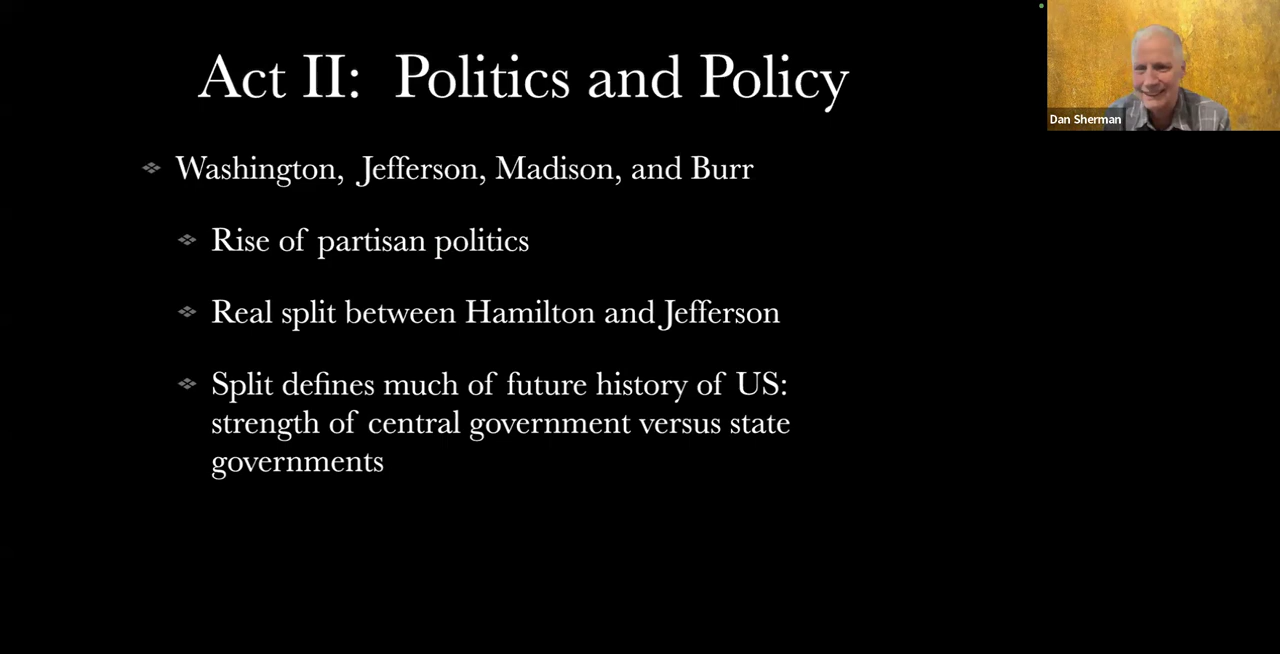 Act II: Politics and Policy
Dan Sherman
Washington, Jefferson, Madison, and Burr
Rise of partisan politics
Real split between Hamilton and Jefferson
Split defines much of future history of US:
strength of central government versus state
governments